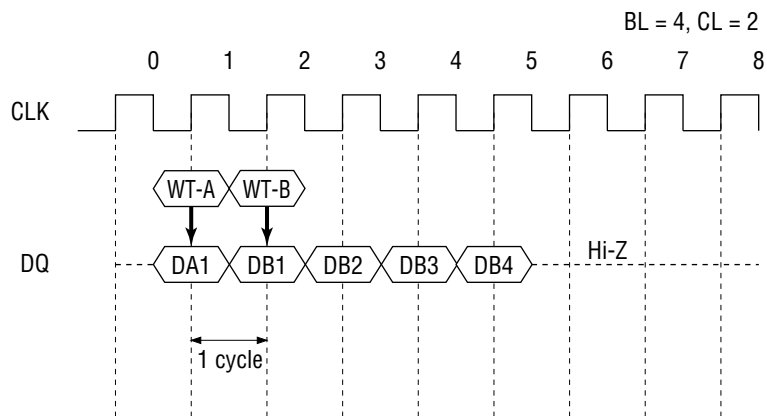 BL = 4, CL = 2
0 1 2 3 4 5 6 7 8
CLK
WT-A WT-B
DQ DA1 DB1 DB2 DB3 DB4 Hi-Z
1 cycle